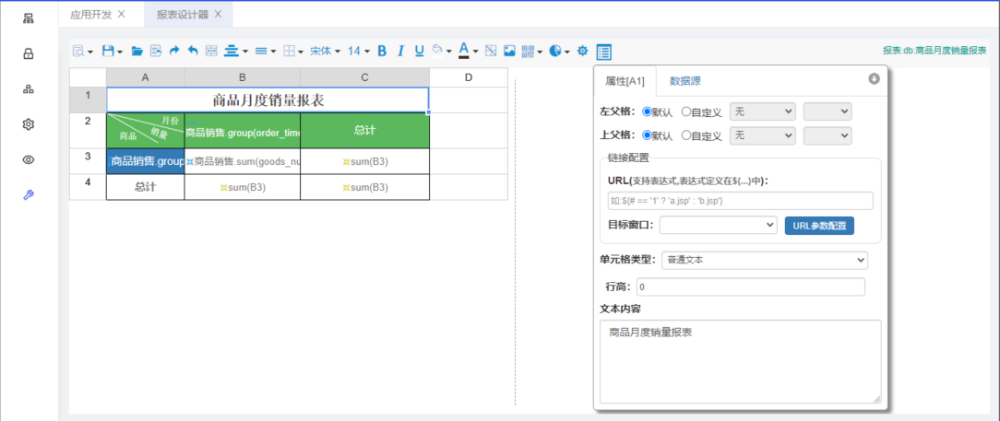 应用开发 X 报表设计器 X
宋体 14 B I U A 报表:db:商品月度销量报表
A B C D
1 商品月度销量报表
2 商品 销量 月份 商品销售.group(order_time 总计
3 商品销售.group 商品销售.sum(goods_nu sum(B3)
4 总计 sum(B3) sum(B3)
属性[A1] 数据源
左父格: 默认 自定义 无
上父格: 默认 自定义 无
链接配置
URL(支持表达式,表达式定义在${...}中):
如:${# == '1' ? 'a.jsp' : 'b.jsp'}
目标窗口: URL参数配置
单元格类型: 普通文本
行高: 0
文本内容
商品月度销量报表